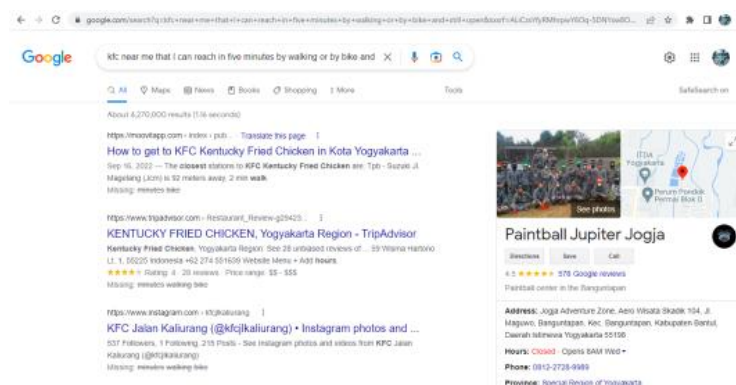 Google
kfc near me that I can reach in five minutes by walking or by bike and
All
Maps
News
Books
Shopping
More
Tools
SafeSearch on
About 4,270,000 results (1.16 seconds)
https://moovitapp.com › index › pub... Translate this page
How to get to KFC Kentucky Fried Chicken in Kota Yogyakarta ...
Sep 16, 2022 — The closest stations to KFC Kentucky Fried Chicken are: Tpb - Suzuki Jl.
Magelang (Jcm) is 92 meters away, 2 min walk.
Missing: minutes bike
https://www.tripadvisor.com › Restaurant_Review-g29425...
KENTUCKY FRIED CHICKEN, Yogyakarta Region - TripAdvisor
Kentucky Fried Chicken, Yogyakarta Region: See 28 unbiased reviews of ... 59 Wisma Hartono
Lt. 1, 55225 Indonesia +62 274 551639 Website Menu + Add hours.
Rating: 4 · 28 reviews · Price range: $$ - $$$
Missing: minutes walking bike
https://www.instagram.com › kfcjlkaliurang
KFC Jalan Kaliurang (@kfcjlkaliurang) • Instagram photos and ...
537 Followers, 1 Following, 215 Posts - See Instagram photos and videos from KFC Jalan
Kaliurang (@kfcjlkaliurang)
Missing: minutes walking bike
See photos
ITDA
Yogyakarta
Perum Pondok
Permai Blok D
Paintball Jupiter Jogja
Directions
Save
Call
4.5 576 Google reviews
Paintball center in the Banguntapan
Address: Jogja Adventure Zone, Aero Wisata Skadik 104, Jl.
Maguwo, Banguntapan, Kec. Banguntapan, Kabupaten Bantul,
Daerah Istimewa Yogyakarta 55198
Hours: Closed · Opens 8AM Wed
Phone: 0812-2728-9989
Province: Special Region of Yogyakarta